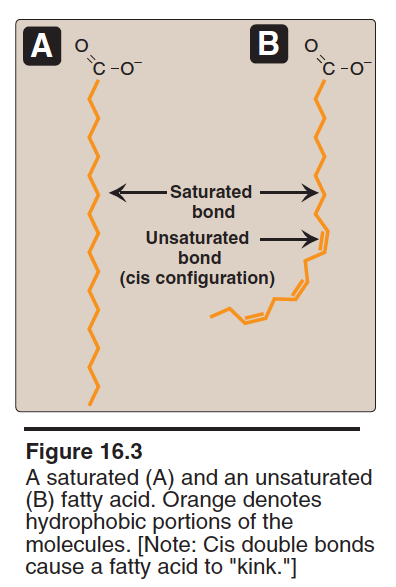 A
B
O
C-O⁻
O
C-O⁻
Saturated
bond
Unsaturated
bond
(cis configuration)
Figure 16.3
A saturated (A) and an unsaturated
(B) fatty acid. Orange denotes
hydrophobic portions of the
molecules. [Note: Cis double bonds
cause a fatty acid to "kink."]